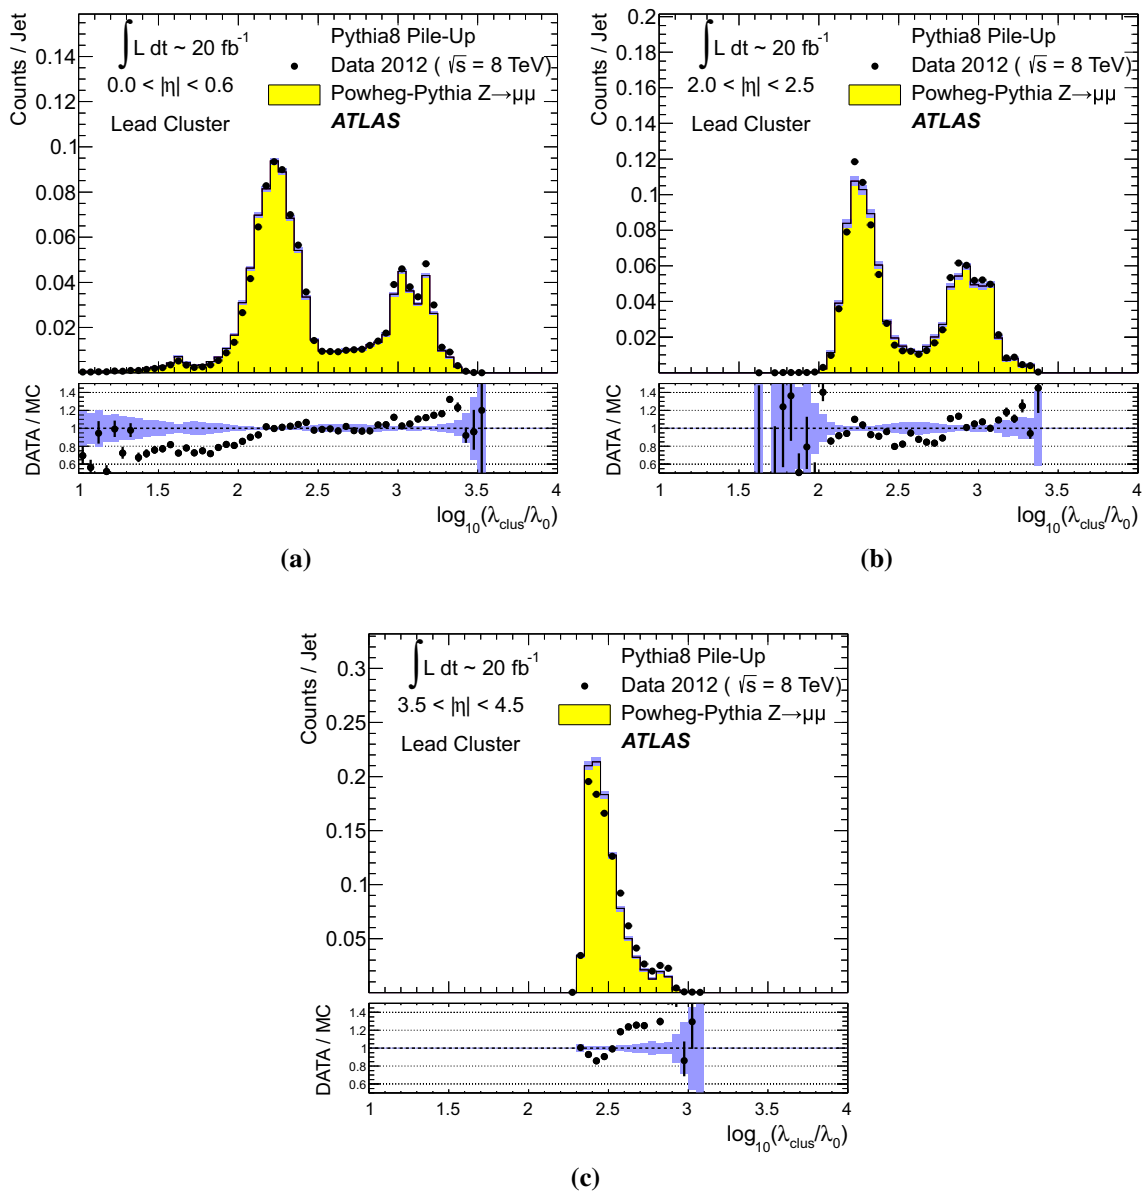 Counts / Jet
0.14
0.12
0.1
0.08
0.06
0.04
0.02
∫ L dt ~ 20 fb⁻¹
0.0 < |η| < 0.6
Lead Cluster
Pythia8 Pile-Up
Data 2012 ( √s = 8 TeV)
Powheg-Pythia Z→μμ
ATLAS
DATA / MC
1.4
1.2
1
0.8
0.6
1 1.5 2 2.5 3 3.5 4
log₁₀(λ_clus/λ₀)
(a)
Counts / Jet
0.2
0.18
0.16
0.14
0.12
0.1
0.08
0.06
0.04
0.02
∫ L dt ~ 20 fb⁻¹
2.0 < |η| < 2.5
Lead Cluster
Pythia8 Pile-Up
Data 2012 ( √s = 8 TeV)
Powheg-Pythia Z→μμ
ATLAS
DATA / MC
1.4
1.2
1
0.8
0.6
1 1.5 2 2.5 3 3.5 4
log₁₀(λ_clus/λ₀)
(b)
Counts / Jet
0.3
0.25
0.2
0.15
0.1
0.05
∫ L dt ~ 20 fb⁻¹
3.5 < |η| < 4.5
Lead Cluster
Pythia8 Pile-Up
Data 2012 ( √s = 8 TeV)
Powheg-Pythia Z→μμ
ATLAS
DATA / MC
1.4
1.2
1
0.8
0.6
1 1.5 2 2.5 3 3.5 4
log₁₀(λ_clus/λ₀)
(c)